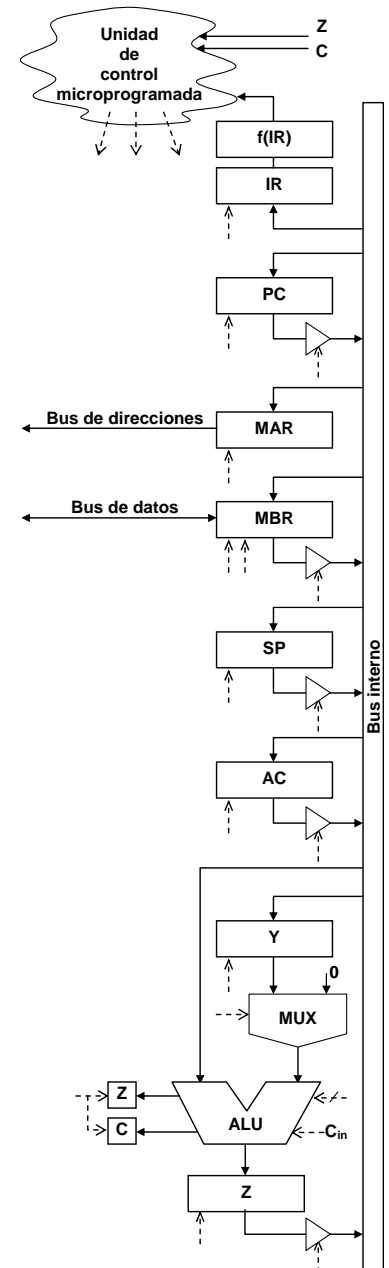 Unidad
de
control
microprogramada
Z
C
f(IR)
IR
PC
Bus de direcciones
MAR
Bus de datos
MBR
SP
Bus interno
AC
Y
0
MUX
Z
ALU
C
Cin
Z